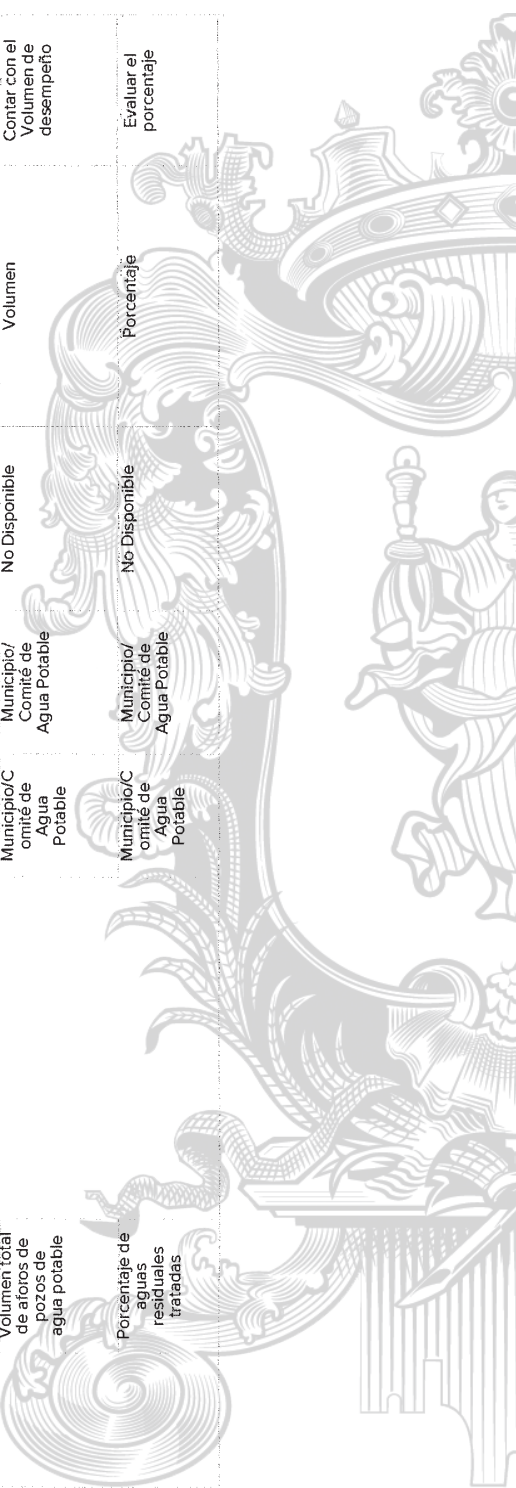 Volumen total
de aforos de
pozos de
agua potable
Municipio/C
omité de
Agua
Potable
Municipio/
Comité de
Agua Potable
No Disponible
Volumen
Contar con el
Volumen de
desempeño
Porcentaje de
aguas
residuales
tratadas
Municipio/C
omité de
Agua
Potable
Municipio/
Comité de
Agua Potable
No Disponible
Porcentaje
Evaluar el
porcentaje